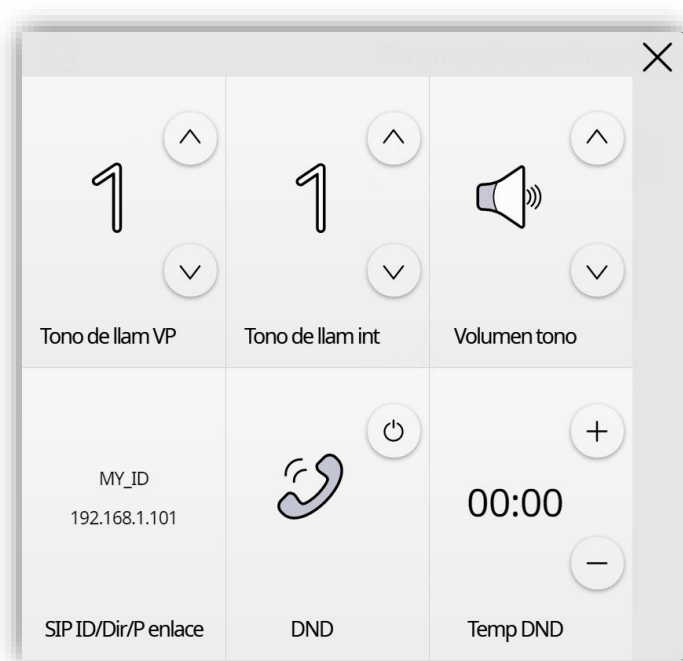 1
1
Tono de llam VP
Tono de llam int
Volumen tono
MY_ID
192.168.1.101
00:00
SIP ID/Dir/P enlace
DND
Temp DND